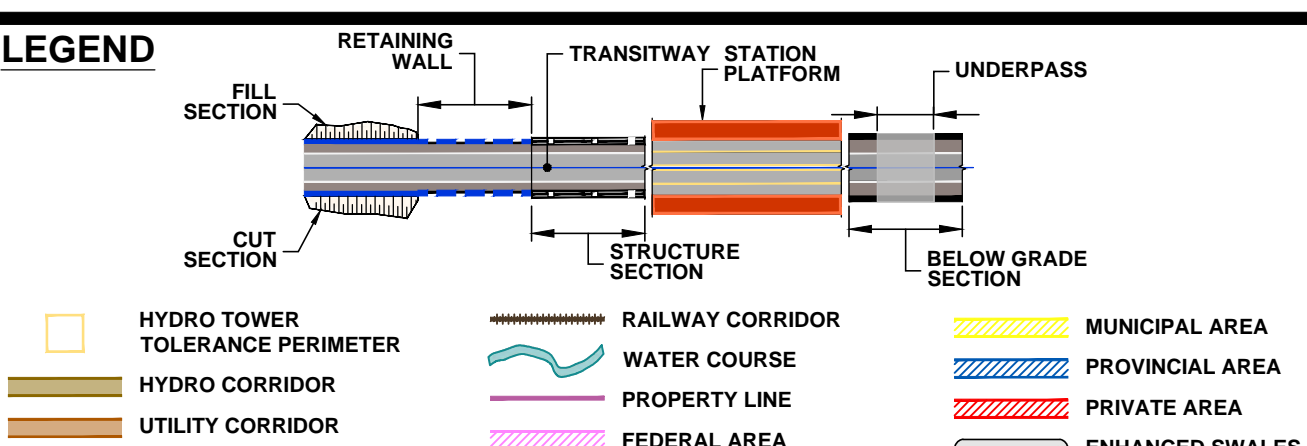 LEGEND
RETAINING
WALL
TRANSITWAY
STATION
PLATFORM
UNDERPASS
FILL
SECTION
CUT
SECTION
STRUCTURE
SECTION
BELOW GRADE
SECTION
HYDRO TOWER
TOLERANCE PERIMETER
HYDRO CORRIDOR
UTILITY CORRIDOR
RAILWAY CORRIDOR
WATER COURSE
PROPERTY LINE
FEDERAL AREA
MUNICIPAL AREA
PROVINCIAL AREA
PRIVATE AREA
ENHANCED SWALES